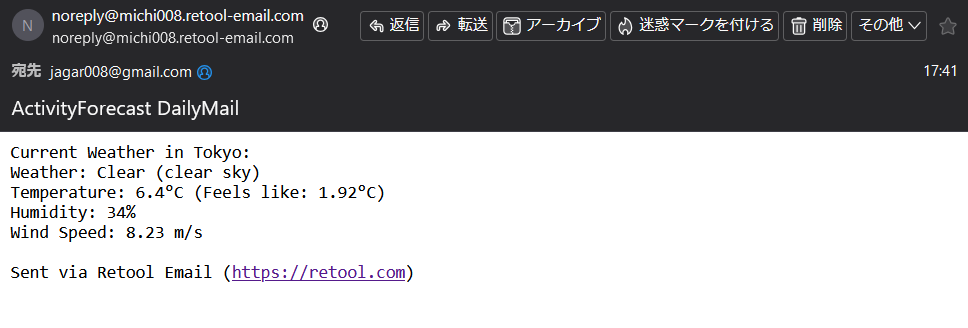 noreply@michi008.retool-email.com
noreply@michi008.retool-email.com
N
返信
転送
アーカイブ
迷惑マークを付ける
削除
その他
宛先 jagar008@gmail.com
17:41
ActivityForecast DailyMail
Current Weather in Tokyo:
Weather: Clear (clear sky)
Temperature: 6.4°C (Feels like: 1.92°C)
Humidity: 34%
Wind Speed: 8.23 m/s
Sent via Retool Email (https://retool.com)